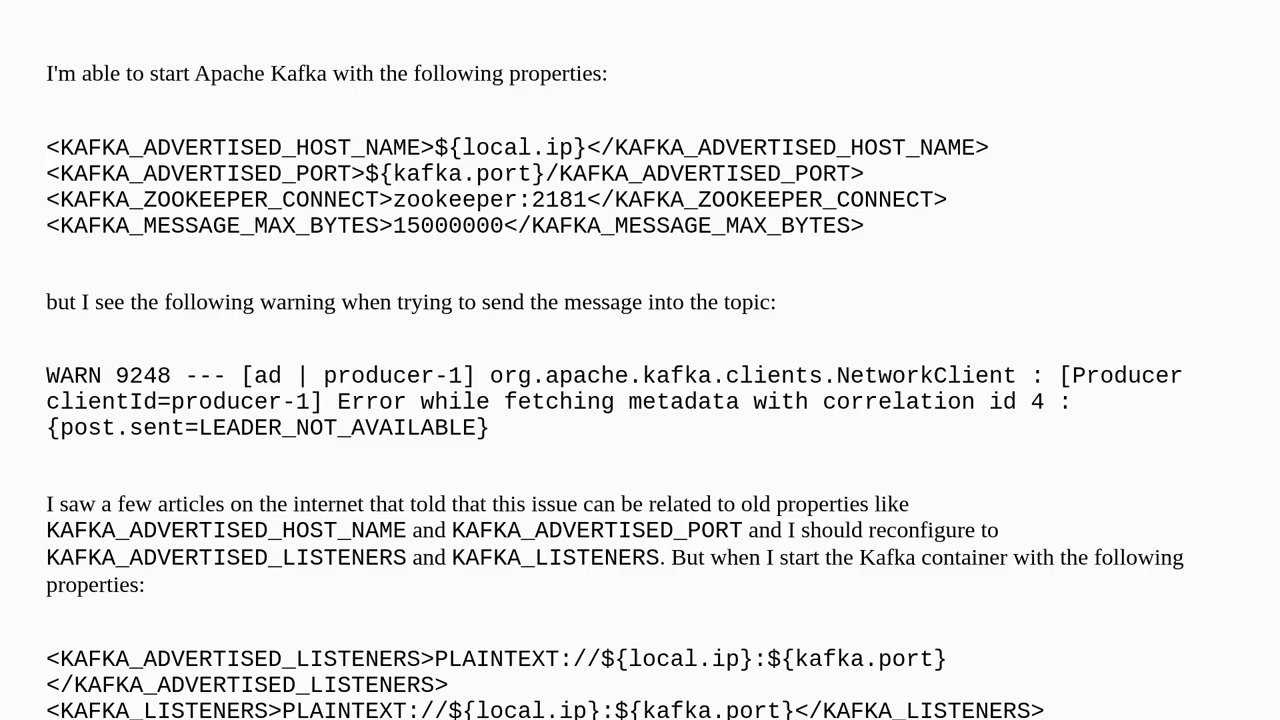 I'm able to start Apache Kafka with the following properties:
<KAFKA_ADVERTISED_HOST_NAME>${local.ip}</KAFKA_ADVERTISED_HOST_NAME>
<KAFKA_ADVERTISED_PORT>${kafka.port}/KAFKA_ADVERTISED_PORT>
<KAFKA_ZOOKEEPER_CONNECT>zookeeper:2181</KAFKA_ZOOKEEPER_CONNECT>
<KAFKA_MESSAGE_MAX_BYTES>15000000</KAFKA_MESSAGE_MAX_BYTES>
but I see the following warning when trying to send the message into the topic:
WARN 9248 --- [ad | producer-1] org.apache.kafka.clients.NetworkClient : [Producer
clientId=producer-1] Error while fetching metadata with correlation id 4 :
{post.sent=LEADER_NOT_AVAILABLE}
I saw a few articles on the internet that told that this issue can be related to old properties like
KAFKA_ADVERTISED_HOST_NAME and KAFKA_ADVERTISED_PORT and I should reconfigure to
KAFKA_ADVERTISED_LISTENERS and KAFKA_LISTENERS. But when I start the Kafka container with the following
properties:
<KAFKA_ADVERTISED_LISTENERS>PLAINTEXT://${local.ip}:${kafka.port}
</KAFKA_ADVERTISED_LISTENERS>
<KAFKA_LISTENERS>PLAINTEXT://${local.ip}:${kafka.port}</KAFKA_LISTENERS>